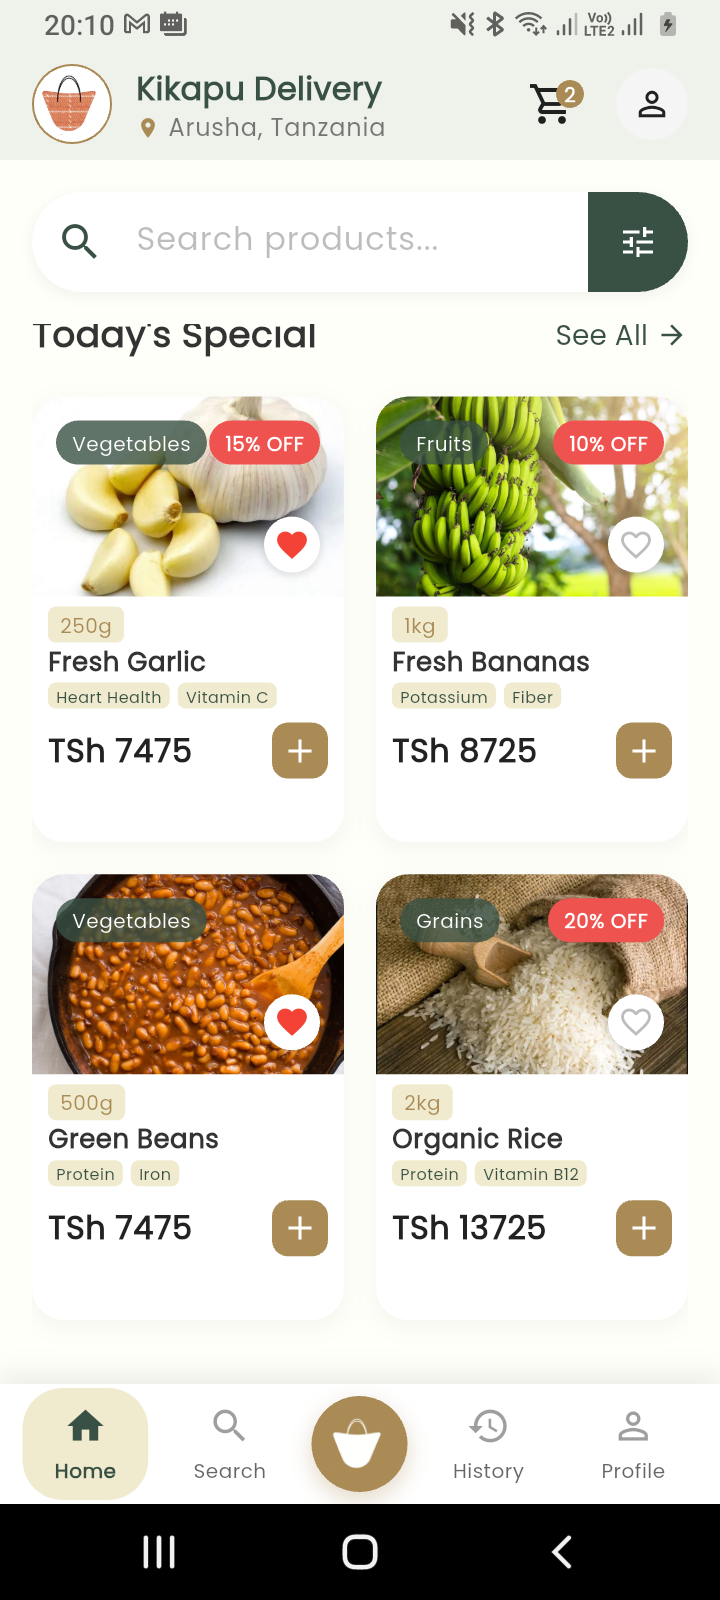 20:10
Vo)) LTE2
Kikapu Delivery
2
Arusha, Tanzania
Search products...
Today's Special
See All →
Vegetables
15% OFF
Fruits
10% OFF
250g
1kg
Fresh Garlic
Fresh Bananas
Heart Health
Vitamin C
Potassium
Fiber
TSh 7475
+
TSh 8725
+
Vegetables
Grains
20% OFF
500g
2kg
Green Beans
Organic Rice
Protein
Iron
Protein
Vitamin B12
TSh 7475
+
TSh 13725
+
Home
Search
History
Profile